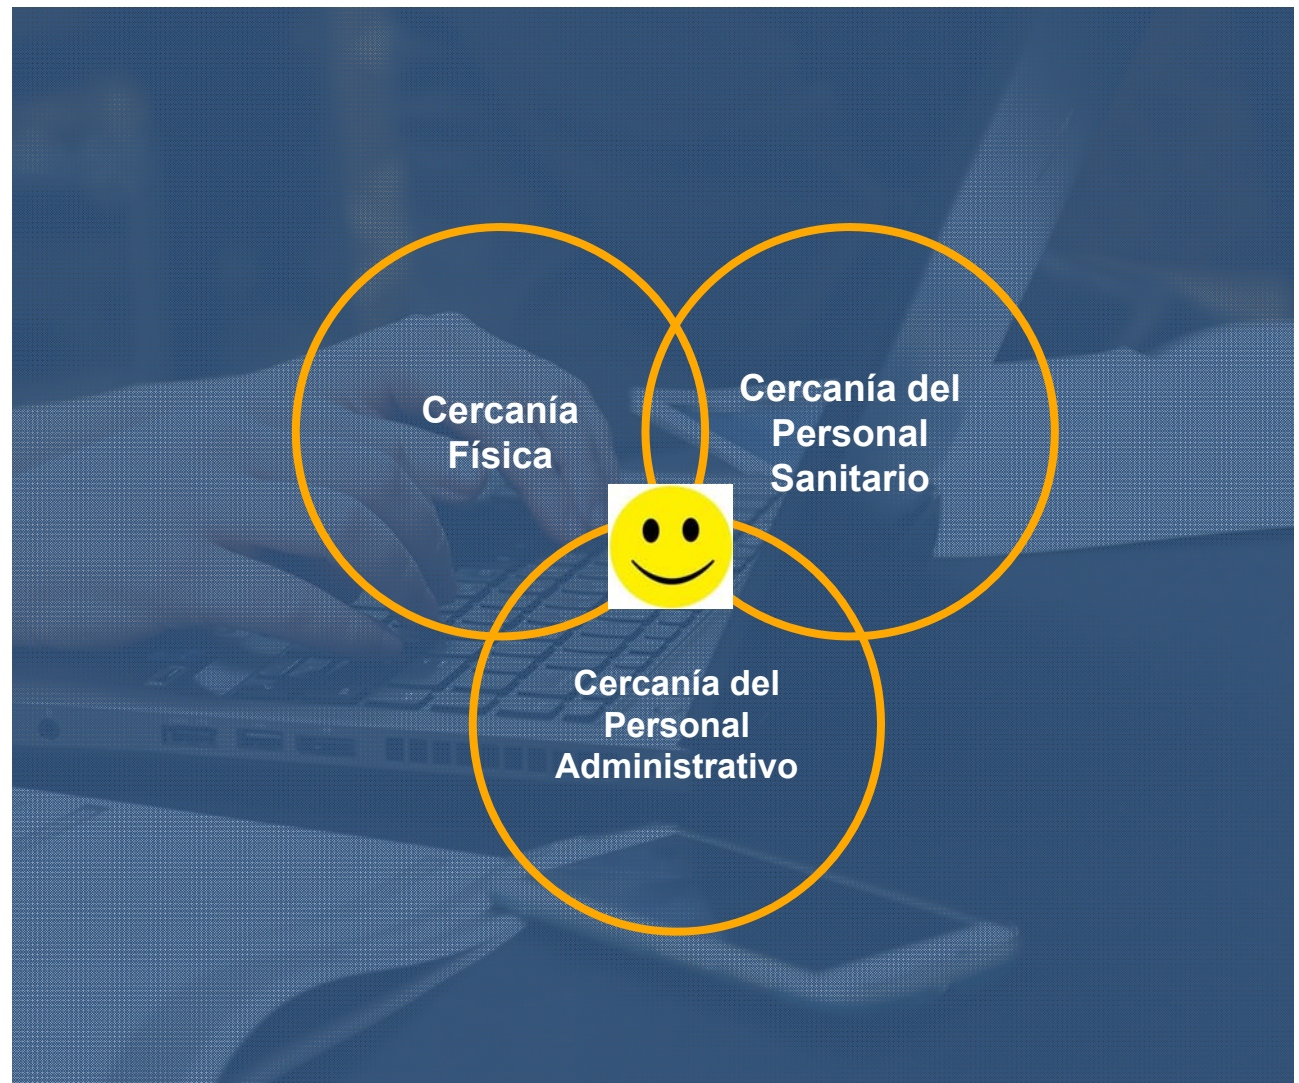 Cercanía
Física
Cercanía del
Personal
Sanitario
Cercanía del
Personal
Administrativo